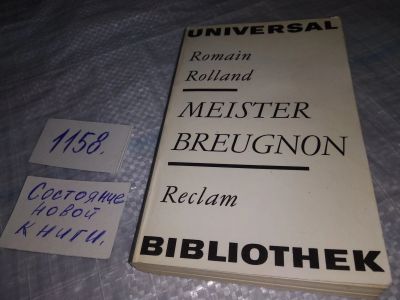 UNIVERSAL
Romain
Rolland
MEISTER
BREUGNON
Reclam
BIBLIOTHEK
1158.
Состояние
новой
книги.